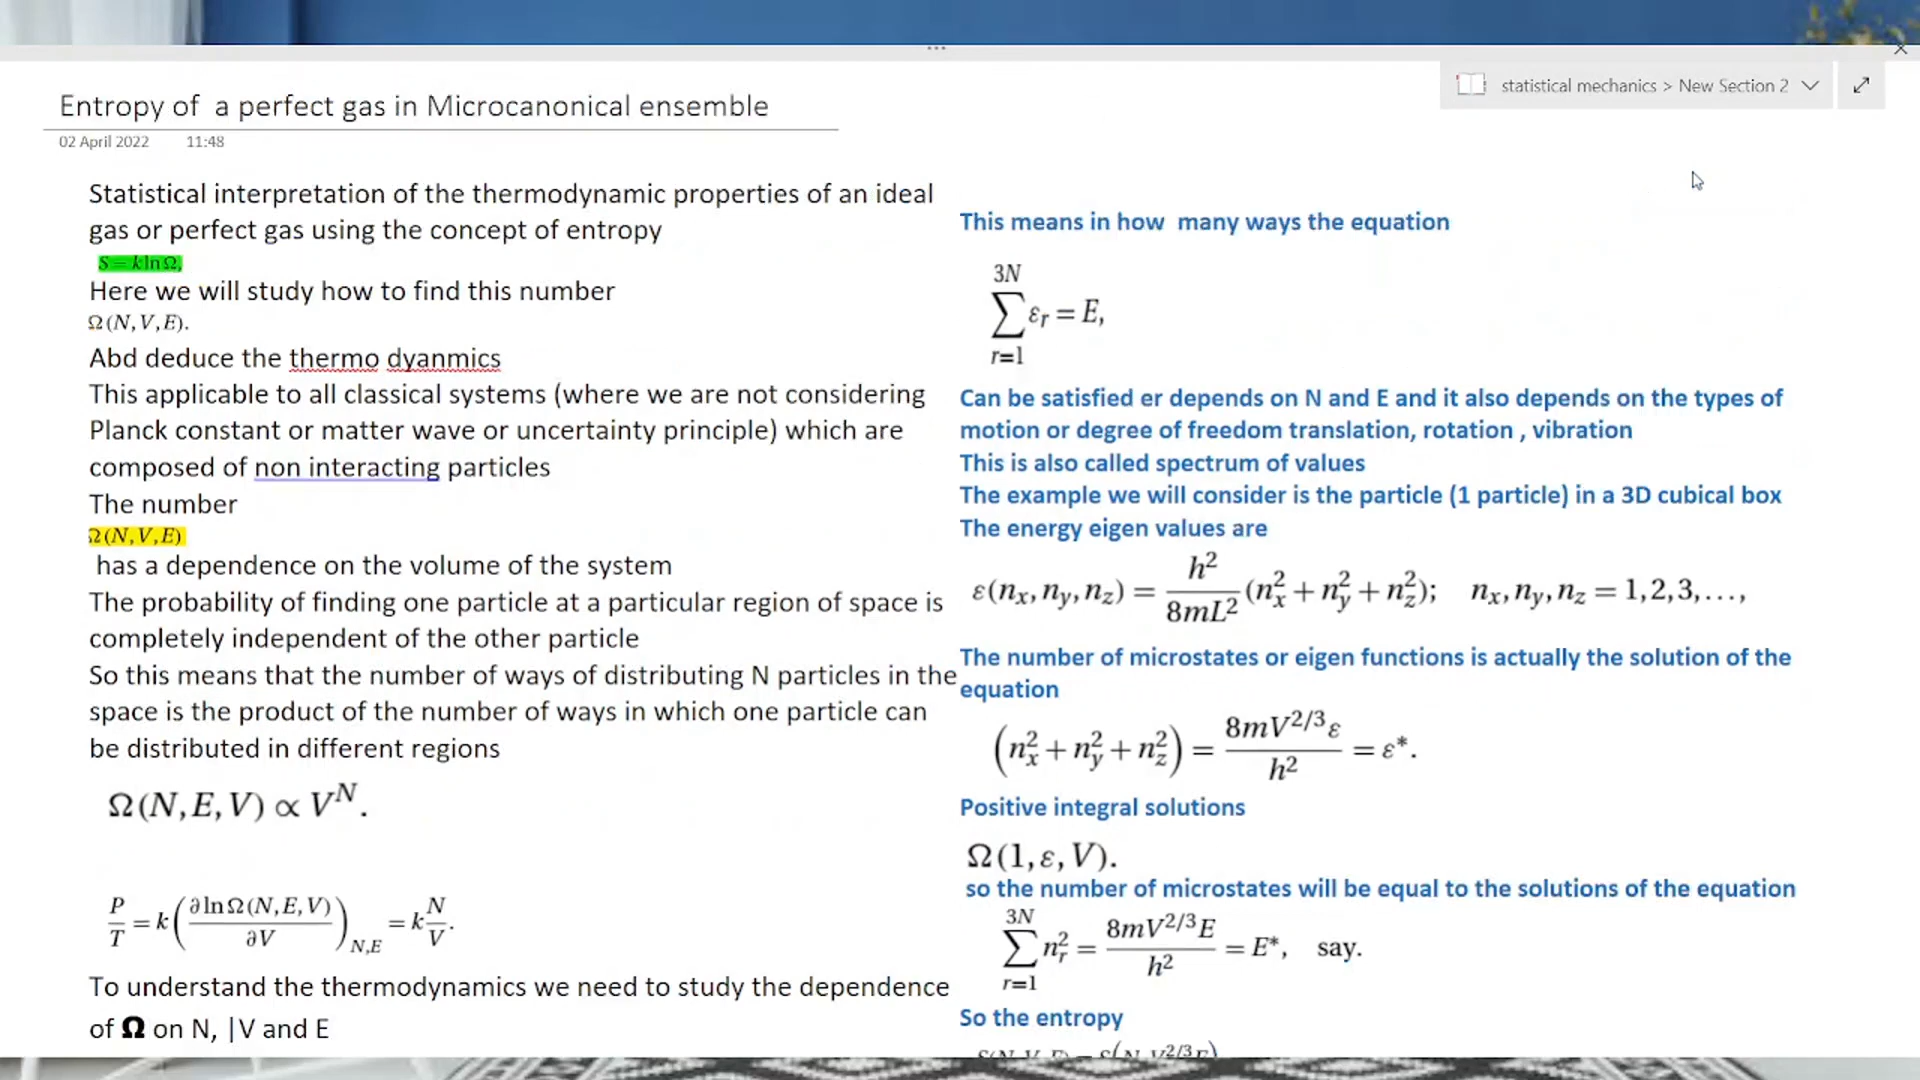 statistical mechanics > New Section 2
Entropy of a perfect gas in Microcanonical ensemble
02 April 2022 11:48
Statistical interpretation of the thermodynamic properties of an ideal
gas or perfect gas using the concept of entropy
S = k ln Ω,
Here we will study how to find this number
Ω(N,V,E).
Abd deduce the thermo dyanmics
This applicable to all classical systems (where we are not considering
Planck constant or matter wave or uncertainty principle) which are
composed of non interacting particles
The number
Ω(N,V,E)
has a dependence on the volume of the system
The probability of finding one particle at a particular region of space is
completely independent of the other particle
So this means that the number of ways of distributing N particles in the
space is the product of the number of ways in which one particle can
be distributed in different regions
Ω(N,E,V) ∝ V^N.
P/T = k(∂lnΩ(N,E,V)/∂V)_{N,E} = k N/V.
To understand the thermodynamics we need to study the dependence
of Ω on N, |V and E
This means in how many ways the equation
∑_{r=1}^{3N} ε_r = E,
Can be satisfied er depends on N and E and it also depends on the types of
motion or degree of freedom translation, rotation , vibration
This is also called spectrum of values
The example we will consider is the particle (1 particle) in a 3D cubical box
The energy eigen values are
ε(n_x,n_y,n_z) = h²/8mL² (n_x² + n_y² + n_z²); n_x,n_y,n_z = 1,2,3,...,
The number of microstates or eigen functions is actually the solution of the
equation
(n_x² + n_y² + n_z²) = 8mV^{2/3}ε/h² = ε*.
Positive integral solutions
Ω(1,ε,V).
so the number of microstates will be equal to the solutions of the equation
∑_{r=1}^{3N} n_r² = 8mV^{2/3}E/h² = E*, say.
So the entropy
S(N,V,E) = S(N,V^{2/3}E)